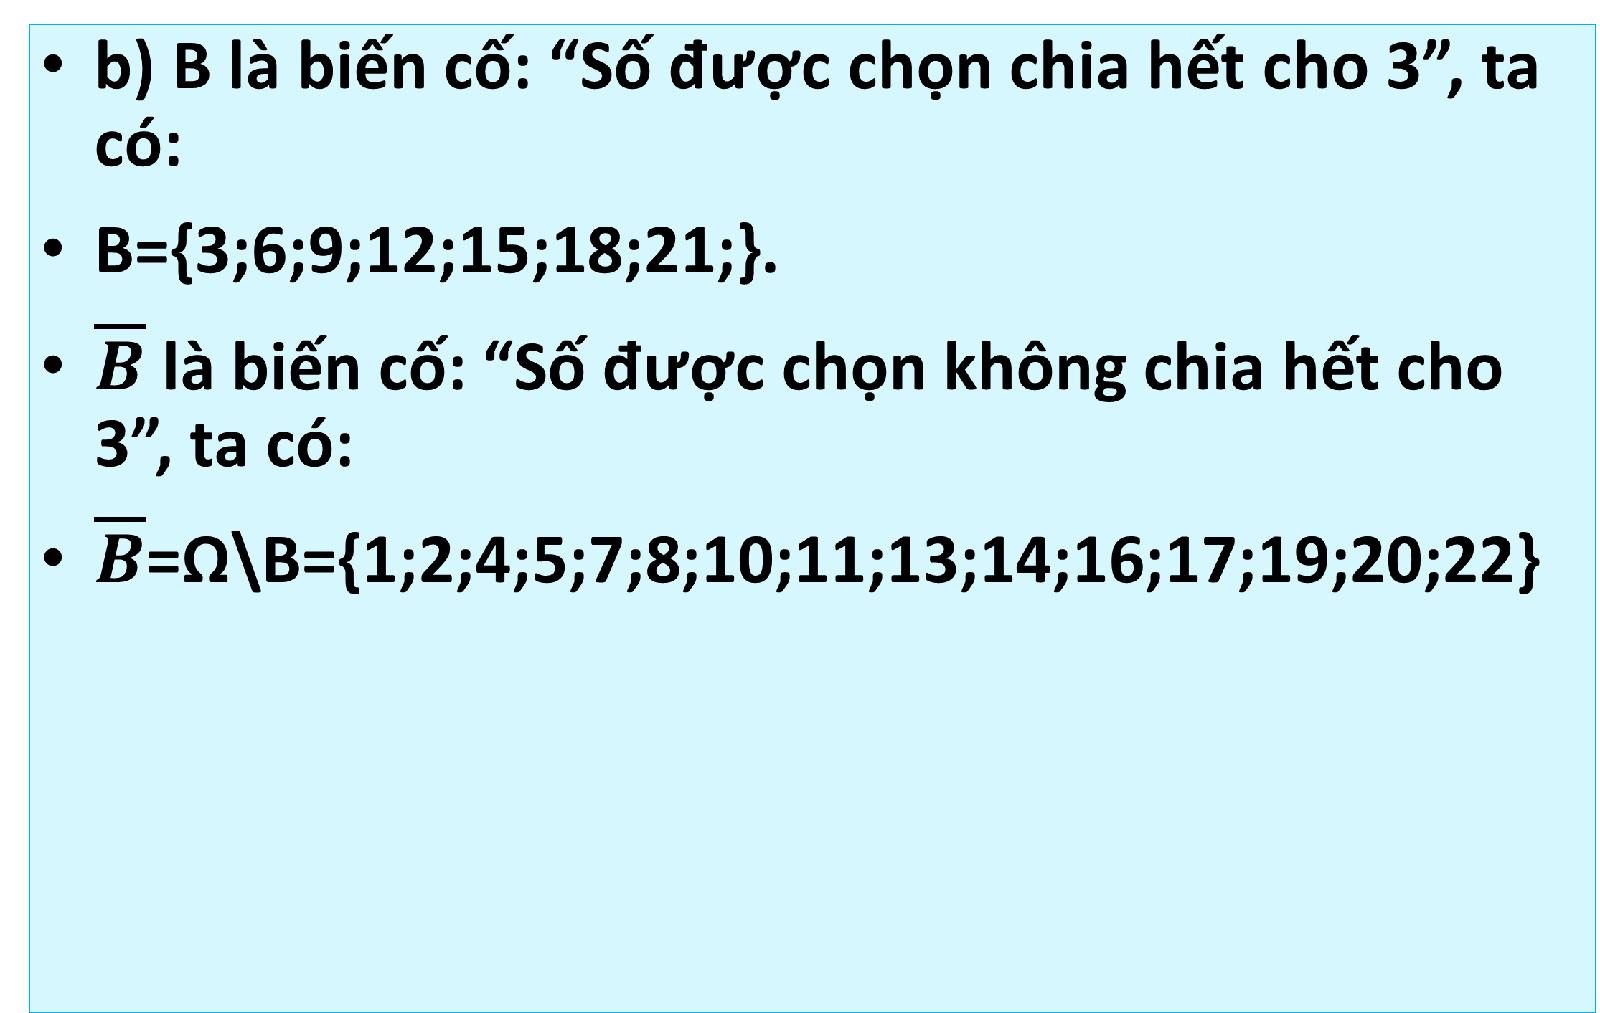 • b) B là biến cố: “Số được chọn chia hết cho 3”, ta
có:
• B={3;6;9;12;15;18;21;}.
• B̅ là biến cố: “Số được chọn không chia hết cho
3”, ta có:
• B̅=Ω\B={1;2;4;5;7;8;10;11;13;14;16;17;19;20;22}